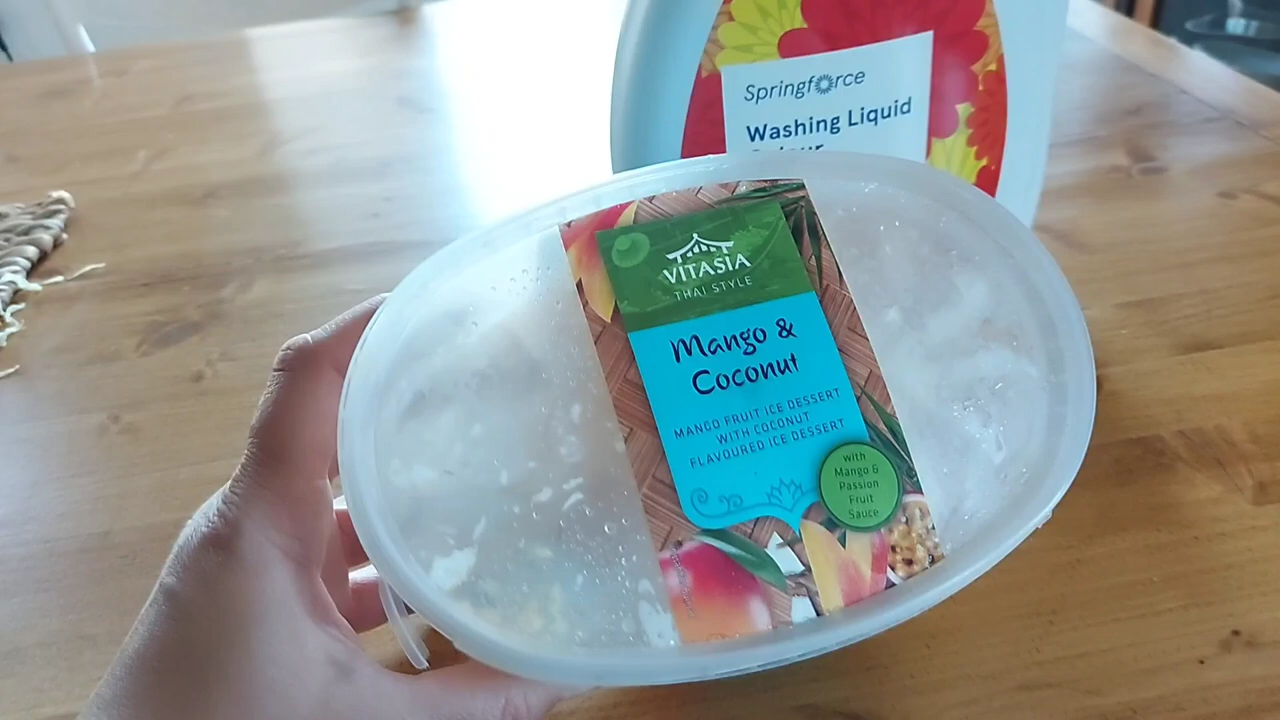 Springforce
Washing Liquid
VITASIA
THAI STYLE
Mango &
Coconut
MANGO FRUIT ICE DESSERT
WITH COCONUT
FLAVOURED ICE DESSERT
with
Mango &
Passion
Fruit
Sauce